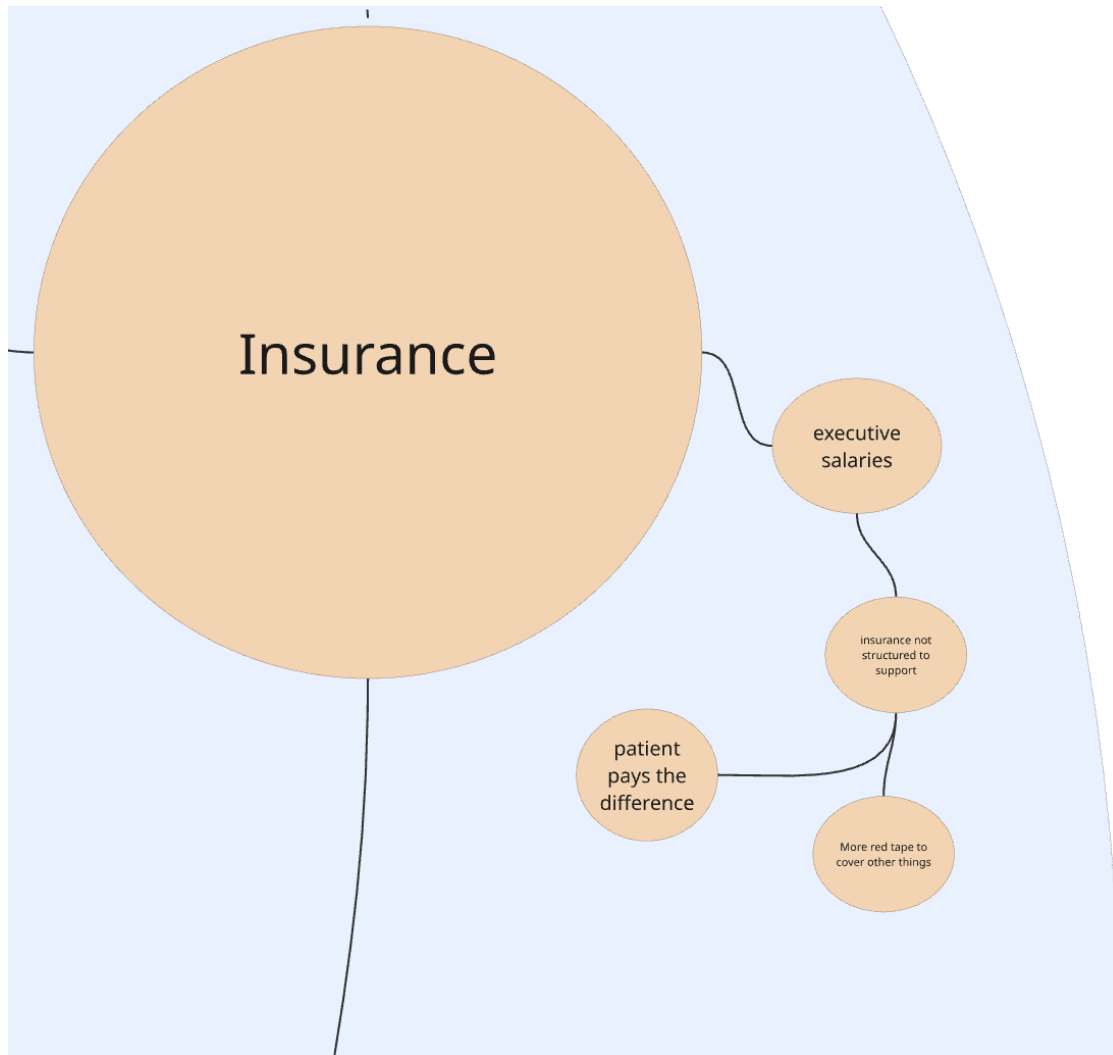 Insurance
executive
salaries
insurance not
structured to
support
patient
pays the
difference
More red tape to
cover other things